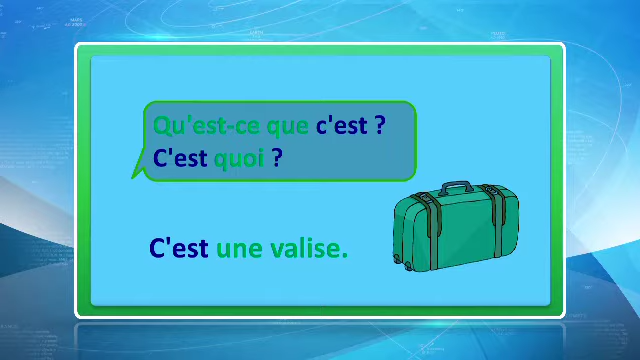 Qu'est-ce que c'est ?
C'est quoi ?
C'est une valise.